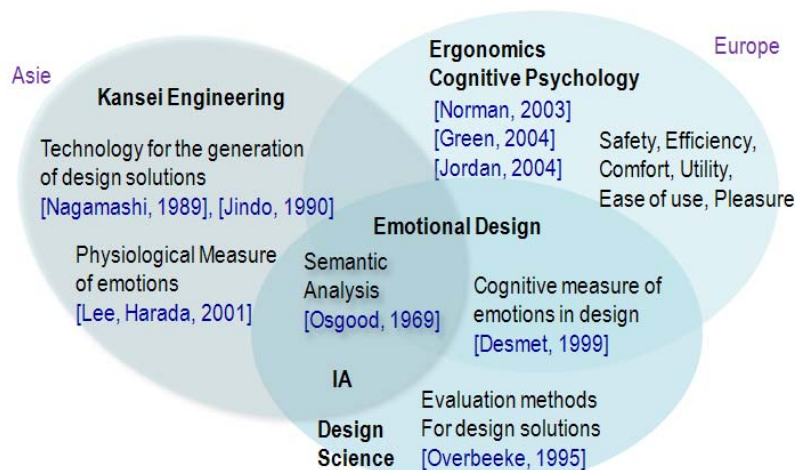 Asie
Kansei Engineering
Technology for the generation
of design solutions
[Nagamashi, 1989], [Jindo, 1990]
Physiological Measure
of emotions
[Lee, Harada, 2001]
Ergonomics
Cognitive Psychology
[Norman, 2003]
[Green, 2004]
[Jordan, 2004]
Europe
Safety, Efficiency,
Comfort, Utility,
Ease of use, Pleasure
Emotional Design
Semantic
Analysis
[Osgood, 1969]
Cognitive measure of
emotions in design
[Desmet, 1999]
IA
Design
Science
Evaluation methods
For design solutions
[Overbeeke, 1995]